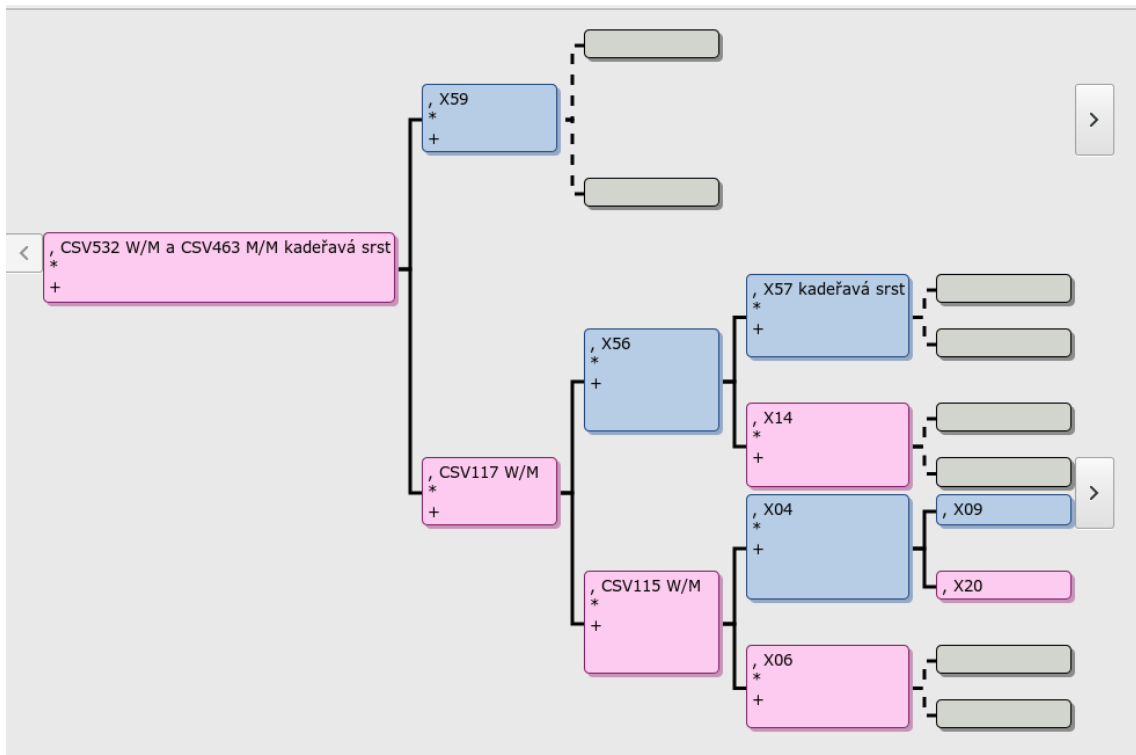 , X59
*
+
, CSV532 W/M a CSV463 M/M kadeřavá srst
*
+
, CSV117 W/M
*
+
, X56
*
+
, CSV115 W/M
*
+
, X57 kadeřavá srst
*
+
, X14
*
+
, X04
*
+
, X06
*
+
, X09
, X20